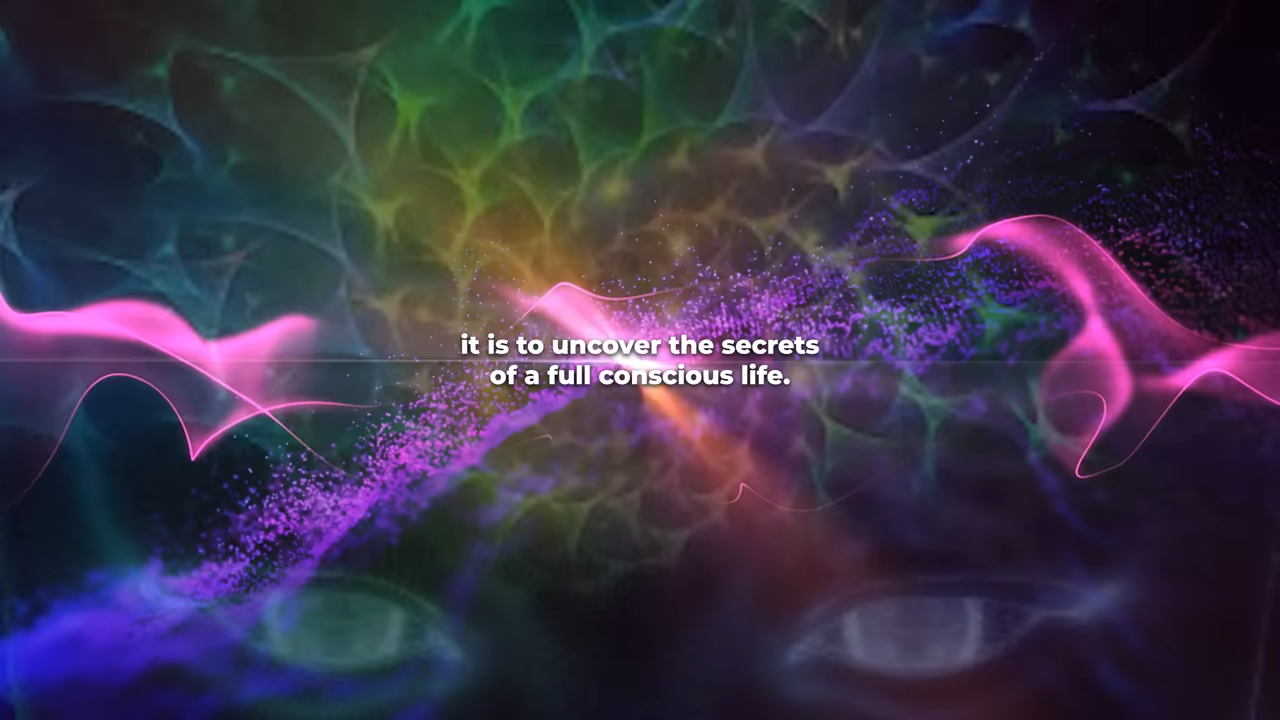 it is to uncover the secrets
of a full conscious life.